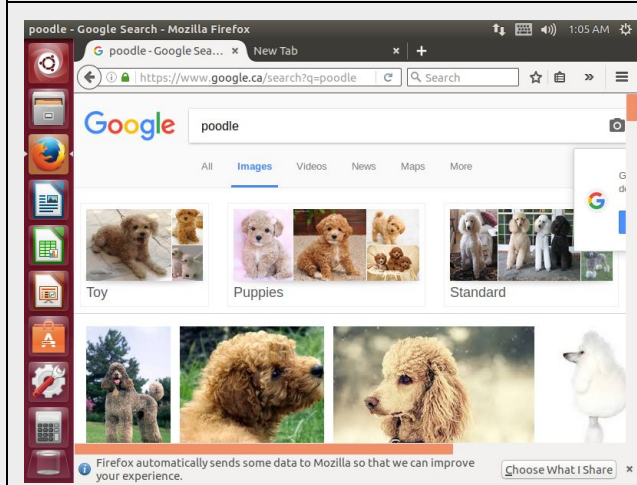 poodle - Google Search - Mozilla Firefox
1:05 AM
G poodle - Google Sea... × New Tab × +
https://www.google.ca/search?q=poodle
Search
Google
poodle
All Images Videos News Maps More
G
G
Toy Puppies Standard
Firefox automatically sends some data to Mozilla so that we can improve
your experience.
Choose What I Share ×